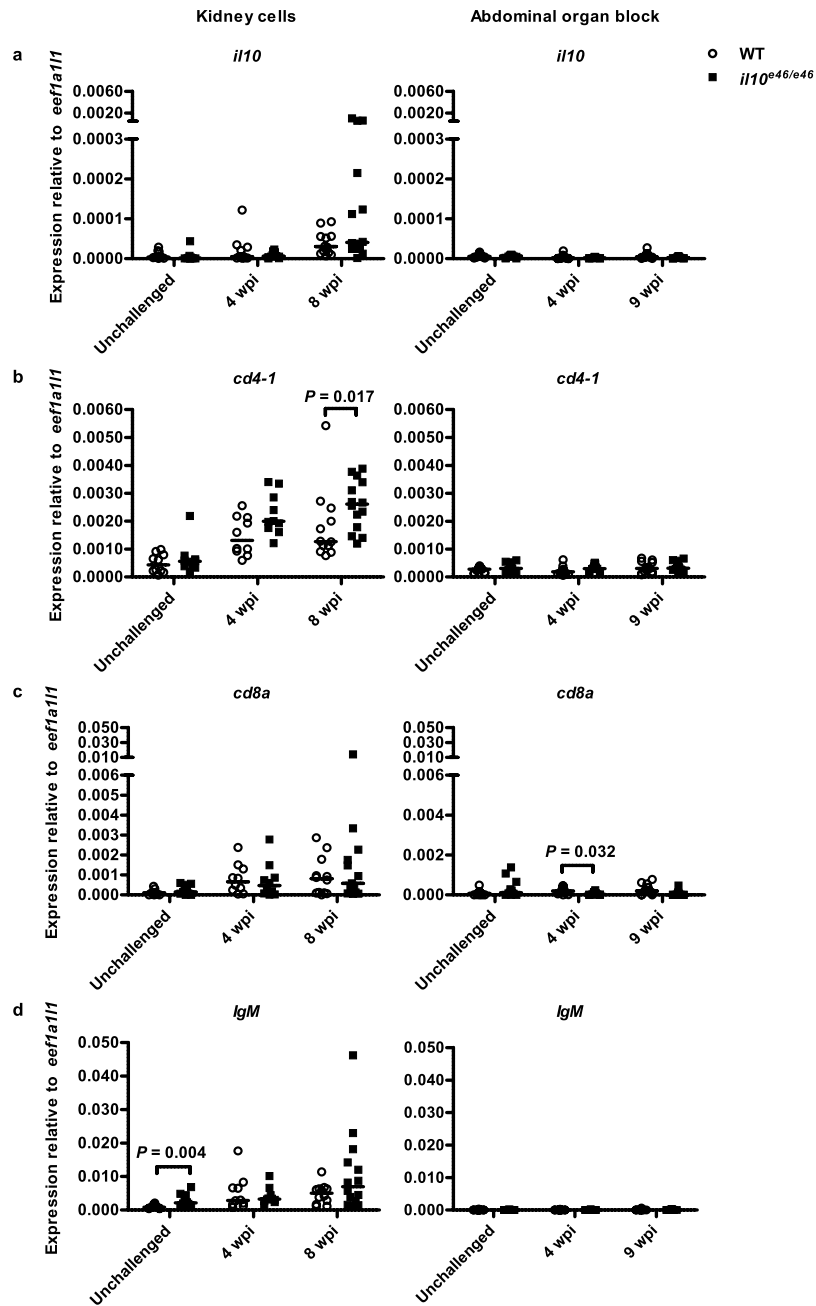 Kidney cells Abdominal organ block
a il10 il10 WT
il10e46/e46
Expression relative to eef1a1l1
0.0060 0.0060
0.0020 0.0020
0.0003 0.0003
0.0002 0.0002
0.0001 0.0001
0.0000 0.0000
Unchallenged 4 wpi 8 wpi Unchallenged 4 wpi 9 wpi
b cd4-1 cd4-1
Expression relative to eef1a1l1
P = 0.017
0.0060 0.0060
0.0050 0.0050
0.0040 0.0040
0.0030 0.0030
0.0020 0.0020
0.0010 0.0010
0.0000 0.0000
Unchallenged 4 wpi 8 wpi Unchallenged 4 wpi 9 wpi
c cd8a cd8a
Expression relative to eef1a1l1
0.050 0.050
0.030 0.030
0.010 0.010
0.006 0.006
0.004 0.004
0.003
0.002 0.002
P = 0.032
0.001
0.000 0.000
Unchallenged 4 wpi 8 wpi Unchallenged 4 wpi 9 wpi
d IgM IgM
Expression relative to eef1a1l1
0.050 0.050
0.040 0.040
0.030 0.030
0.020 0.020
P = 0.004
0.010 0.010
0.000 0.000
Unchallenged 4 wpi 8 wpi Unchallenged 4 wpi 9 wpi